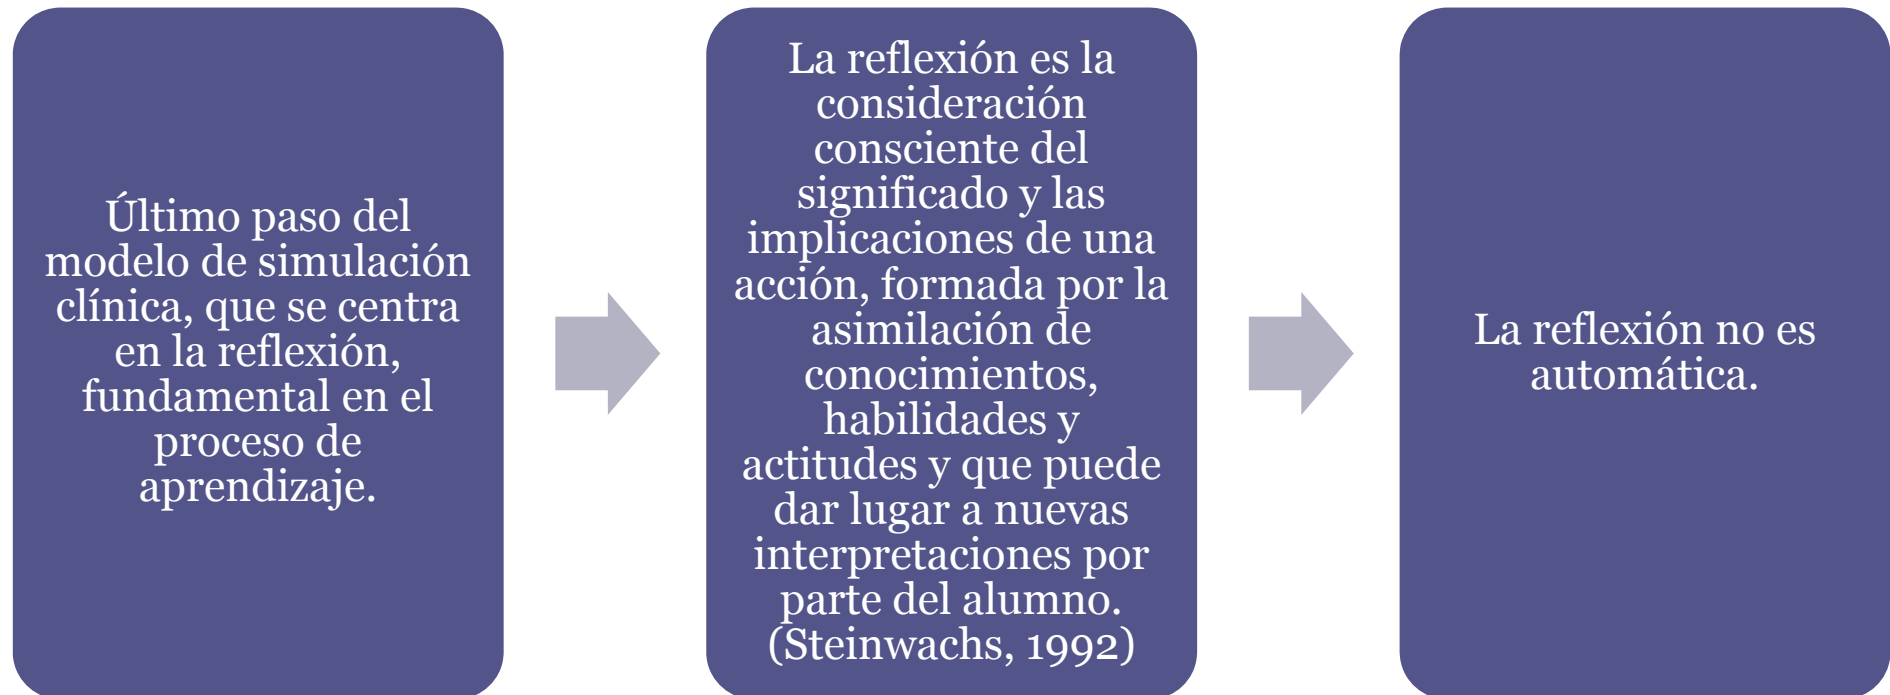 Último paso del
modelo de simulación
clínica, que se centra
en la reflexión,
fundamental en el
proceso de
aprendizaje.
La reflexión es la
consideración
consciente del
significado y las
implicaciones de una
acción, formada por la
asimilación de
conocimientos,
habilidades y
actitudes y que puede
dar lugar a nuevas
interpretaciones por
parte del alumno.
(Steinwachs, 1992)
La reflexión no es
automática.